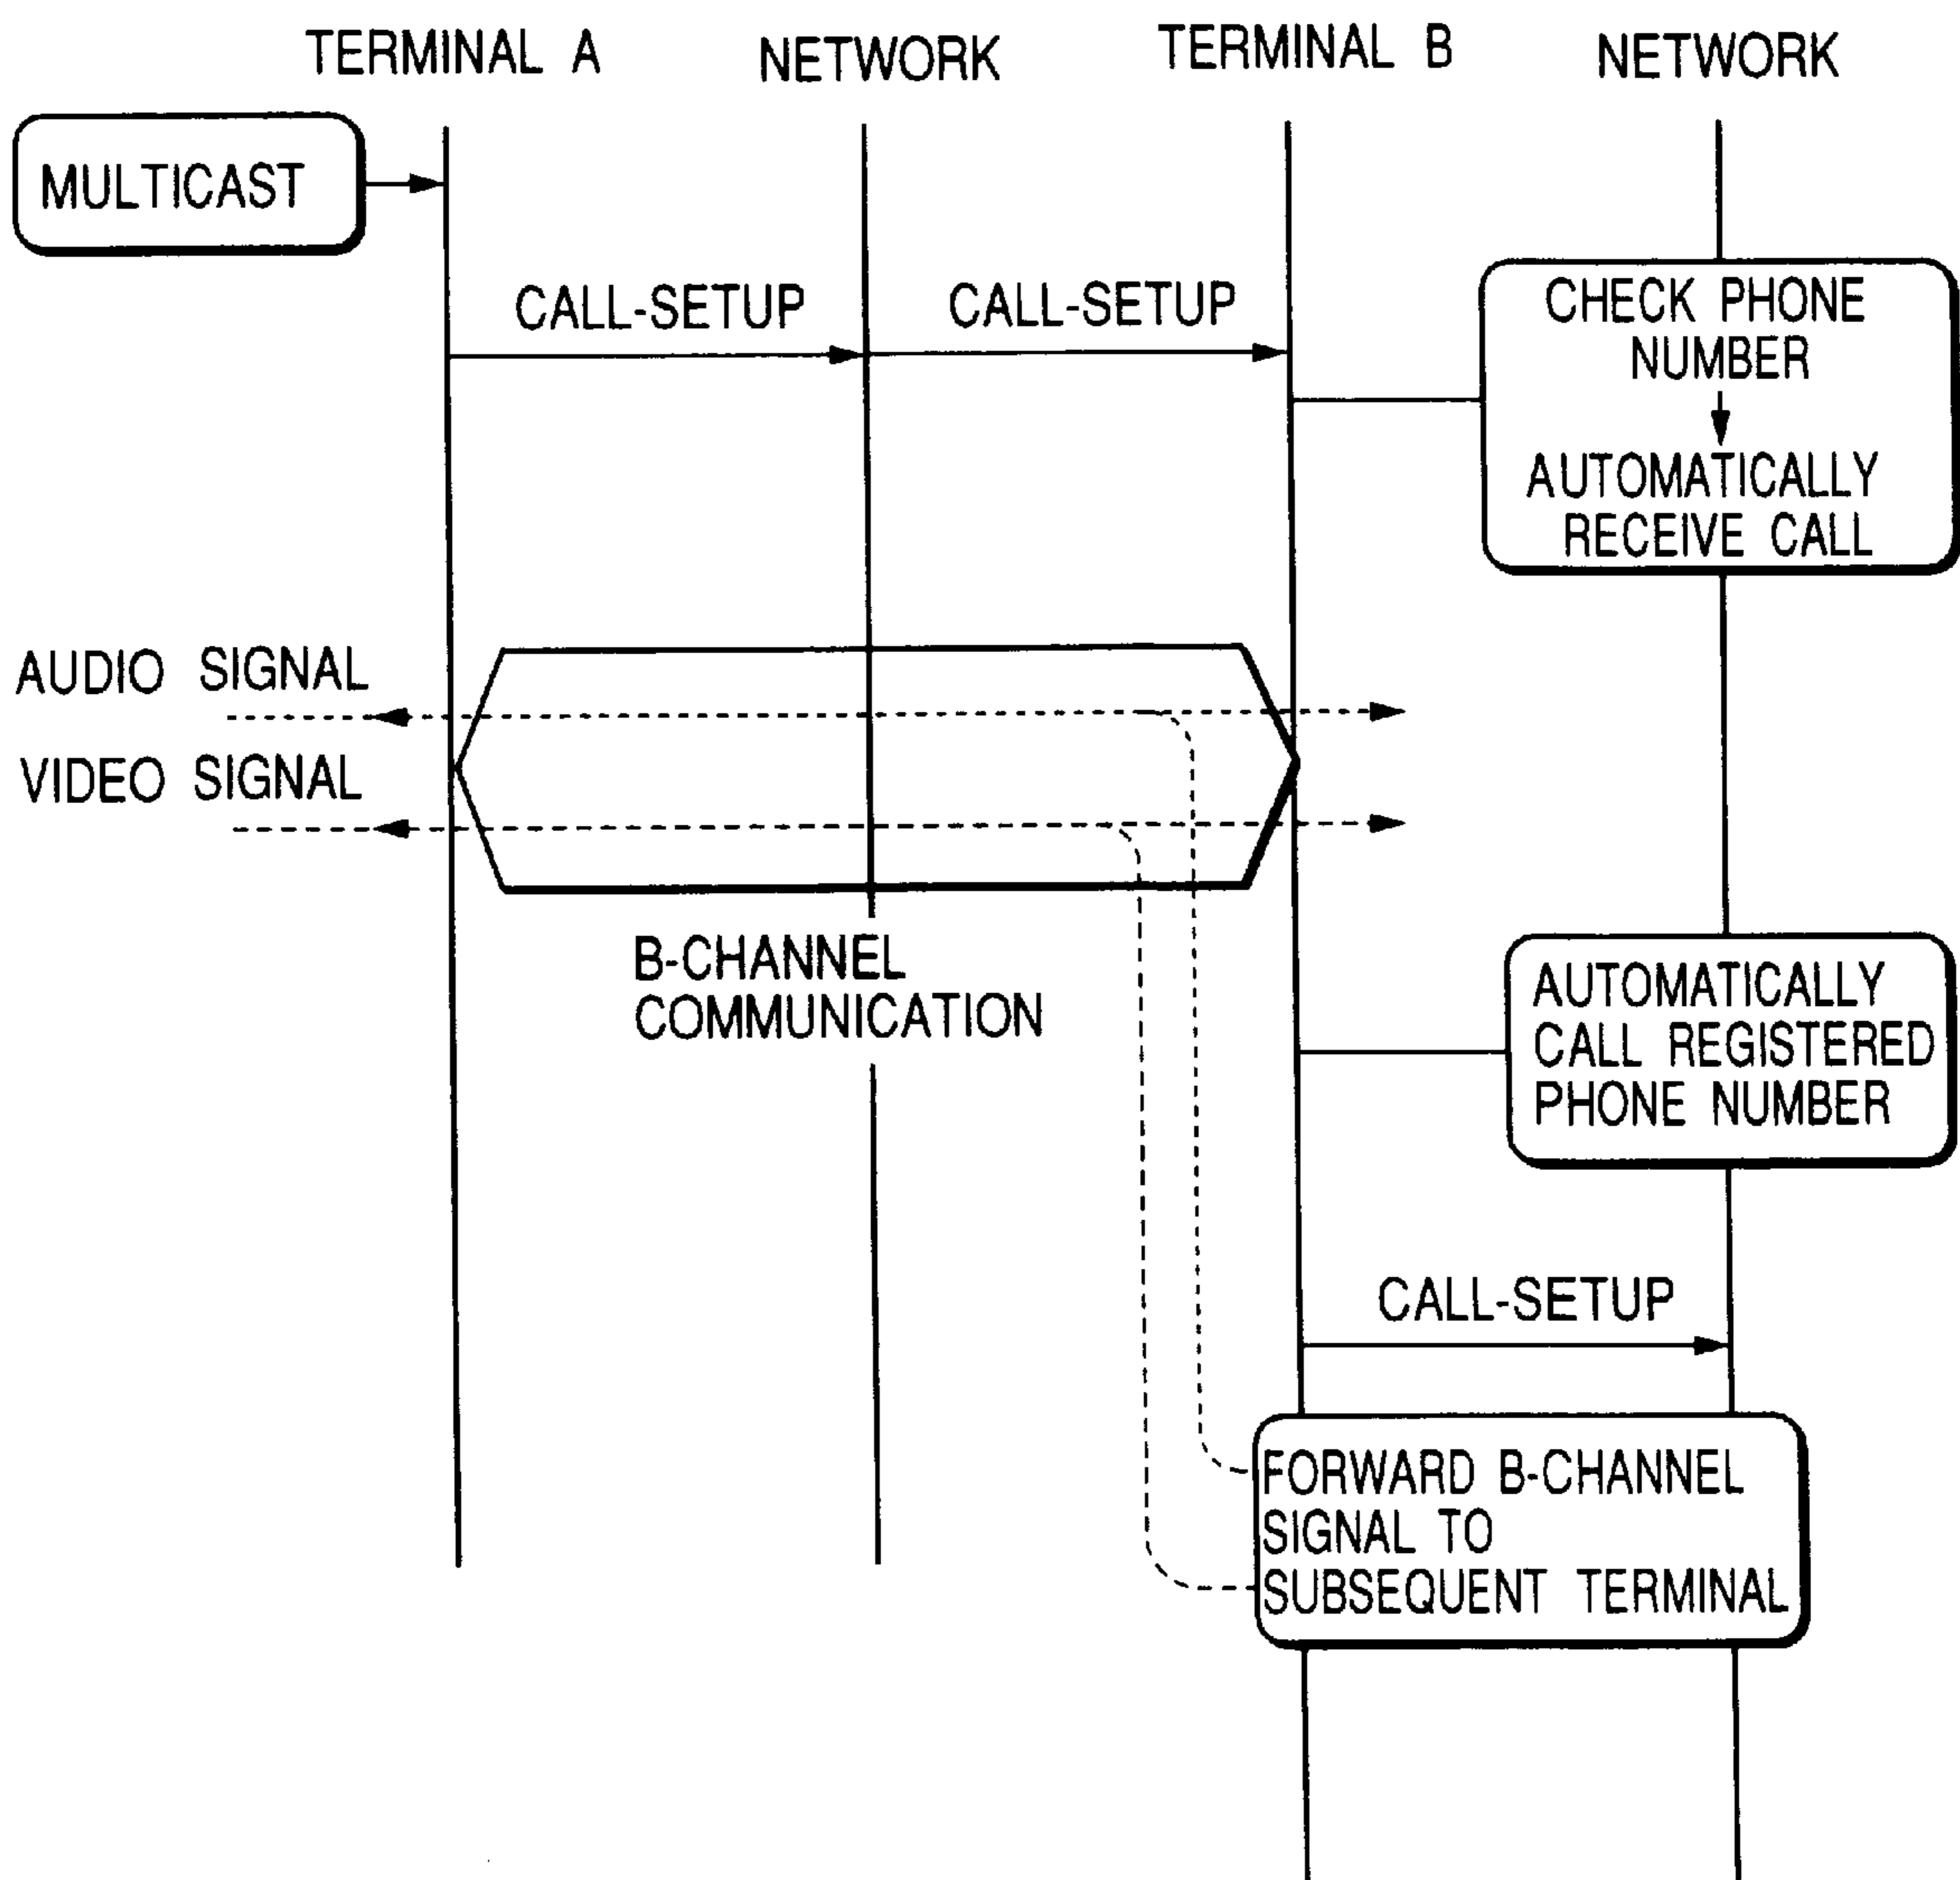 TERMINAL A
NETWORK
TERMINAL B
NETWORK
MULTICAST
CALL-SETUP
CALL-SETUP
CHECK PHONE
NUMBER
AUTOMATICALLY
RECEIVE CALL
AUDIO SIGNAL
VIDEO SIGNAL
B-CHANNEL
COMMUNICATION
AUTOMATICALLY
CALL REGISTERED
PHONE NUMBER
CALL-SETUP
FORWARD B-CHANNEL
SIGNAL TO
SUBSEQUENT TERMINAL